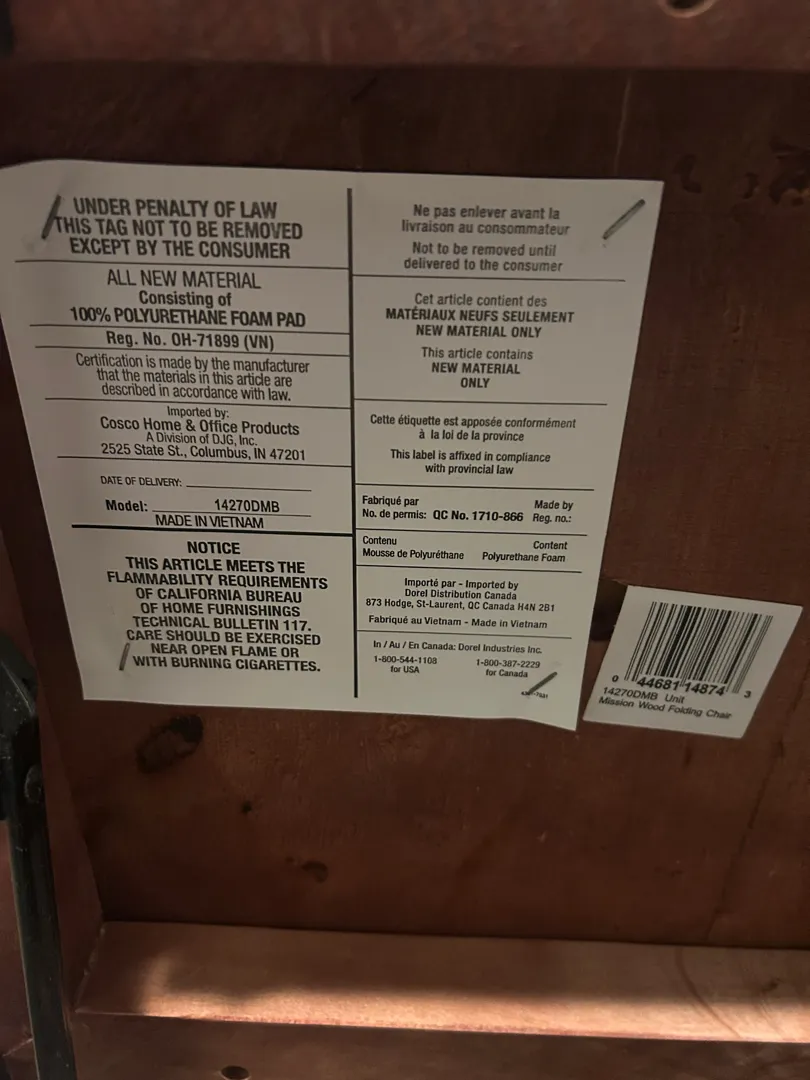 UNDER PENALTY OF LAW
THIS TAG NOT TO BE REMOVED
EXCEPT BY THE CONSUMER
ALL NEW MATERIAL
Consisting of
100% POLYURETHANE FOAM PAD
Reg. No. OH-71899 (VN)
Certification is made by the manufacturer
that the materials in this article are
described in accordance with law.
Imported by:
Cosco Home & Office Products
A Division of DJG, Inc.
2525 State St., Columbus, IN 47201
DATE OF DELIVERY:
Model: 14270DMB
MADE IN VIETNAM
NOTICE
THIS ARTICLE MEETS THE
FLAMMABILITY REQUIREMENTS
OF CALIFORNIA BUREAU
OF HOME FURNISHINGS
TECHNICAL BULLETIN 117.
CARE SHOULD BE EXERCISED
NEAR OPEN FLAME OR
WITH BURNING CIGARETTES.
Ne pas enlever avant la
livraison au consommateur
Not to be removed until
delivered to the consumer
Cet article contient des
MATÉRIAUX NEUFS SEULEMENT
NEW MATERIAL ONLY
This article contains
NEW MATERIAL
ONLY
Cette étiquette est apposée conformément
à la loi de la province
This label is affixed in compliance
with provincial law
Fabriqué par Made by
No. de permis: QC No. 1710-866 Reg. no.:
Contenu Content
Mousse de Polyuréthane Polyurethane Foam
Importé par - Imported by
Dorel Distribution Canada
873 Hodge, St-Laurent, QC Canada H4N 2B1
Fabriqué au Vietnam - Made in Vietnam
In / Au / En Canada: Dorel Industries Inc.
1-800-544-1108 1-800-387-2229
for USA for Canada
0 44681 14874 3
14270DMB Unit
Mission Wood Folding Chair